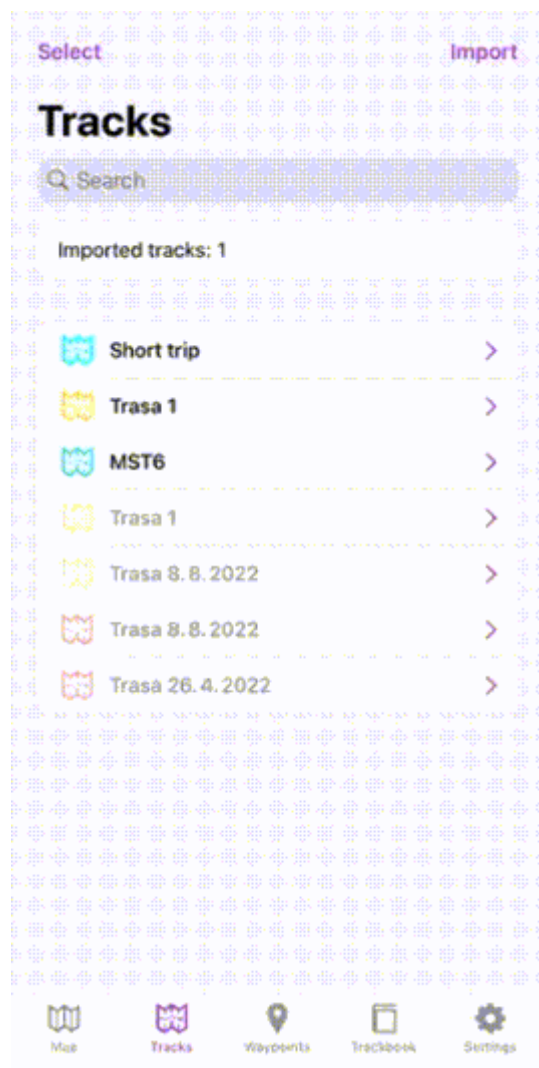 Select
Import
Tracks
Search
Imported tracks: 1
Short trip
Trasa 1
MST6
Trasa 1
Trasa 8. 8. 2022
Trasa 8. 8. 2022
Trasa 26. 4. 2022
Map
Tracks
Waypoints
Trackbook
Settings